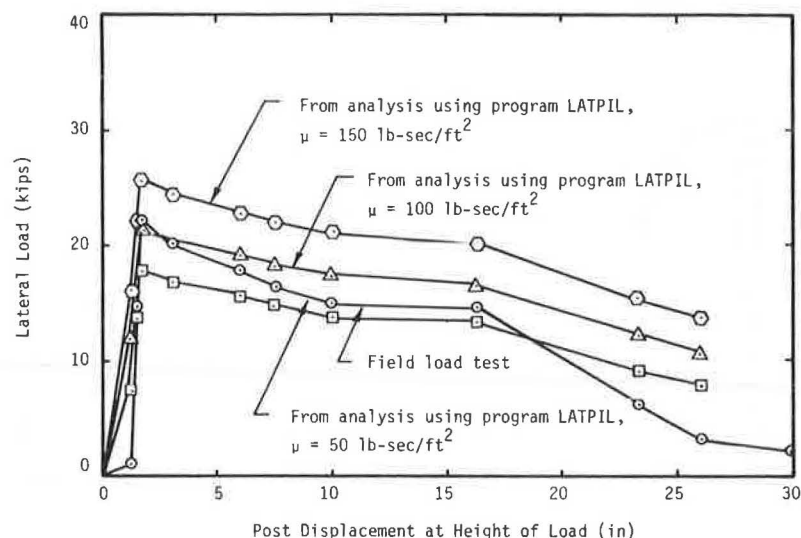 40
30
20
10
0
Lateral Load (kips)
From analysis using program LATPIL,
μ = 150 lb-sec/ft²
From analysis using program LATPIL,
μ = 100 lb-sec/ft²
Field load test
From analysis using program LATPIL,
μ = 50 lb-sec/ft²
0 5 10 15 20 25 30
Post Displacement at Height of Load (in)